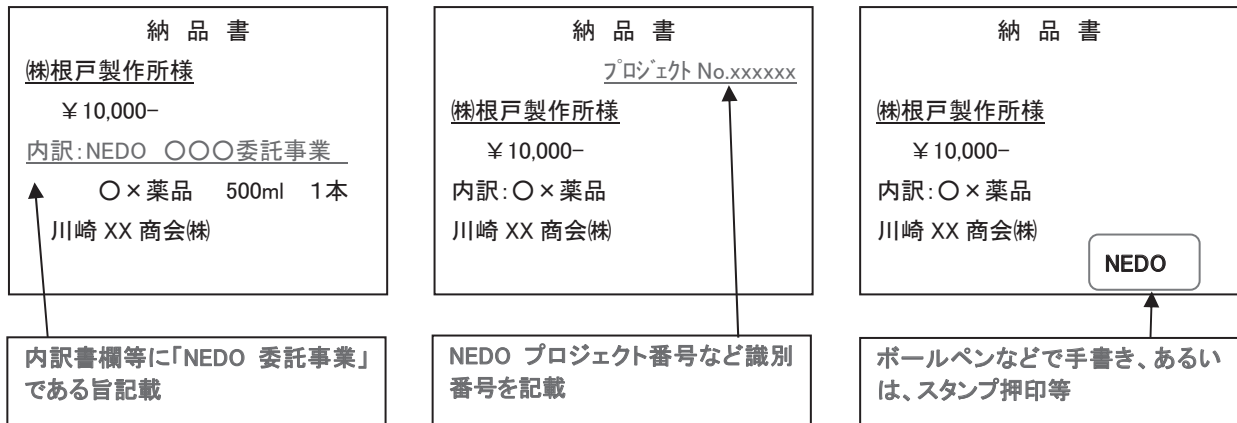 納 品 書
㈱根戸製作所様
￥10,000-
内訳:NEDO 〇〇〇委託事業
〇×薬品 500ml 1本
川崎 XX 商会㈱
内訳書欄等に「NEDO 委託事業」
である旨記載
納 品 書
ﾌﾟﾛｼﾞｪｸﾄ No.xxxxxx
㈱根戸製作所様
￥10,000-
内訳:〇×薬品
川崎 XX 商会㈱
NEDO プロジェクト番号など識別
番号を記載
納 品 書
㈱根戸製作所様
￥10,000-
内訳:〇×薬品
川崎 XX 商会㈱
NEDO
ボールペンなどで手書き、あるい
は、スタンプ押印等